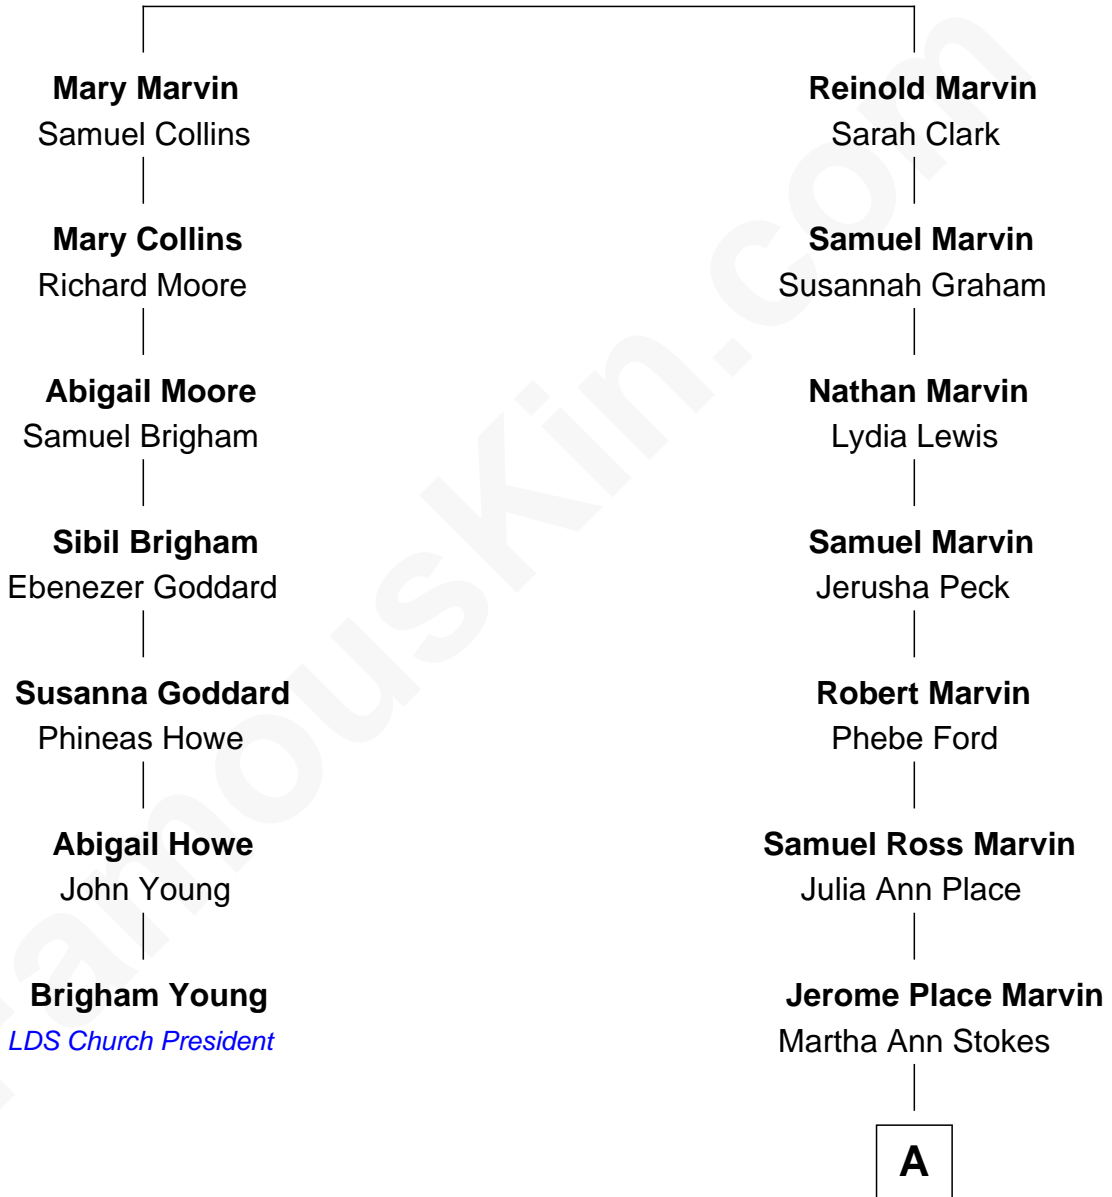 Mary Marvin
Samuel Collins
Mary Collins
Richard Moore
Abigail Moore
Samuel Brigham
Sibil Brigham
Ebenezer Goddard
Susanna Goddard
Phineas Howe
Abigail Howe
John Young
Brigham Young
LDS Church President
Reinold Marvin
Sarah Clark
Samuel Marvin
Susannah Graham
Nathan Marvin
Lydia Lewis
Samuel Marvin
Jerusha Peck
Robert Marvin
Phebe Ford
Samuel Ross Marvin
Julia Ann Place
Jerome Place Marvin
Martha Ann Stokes
A
FamousKin.com